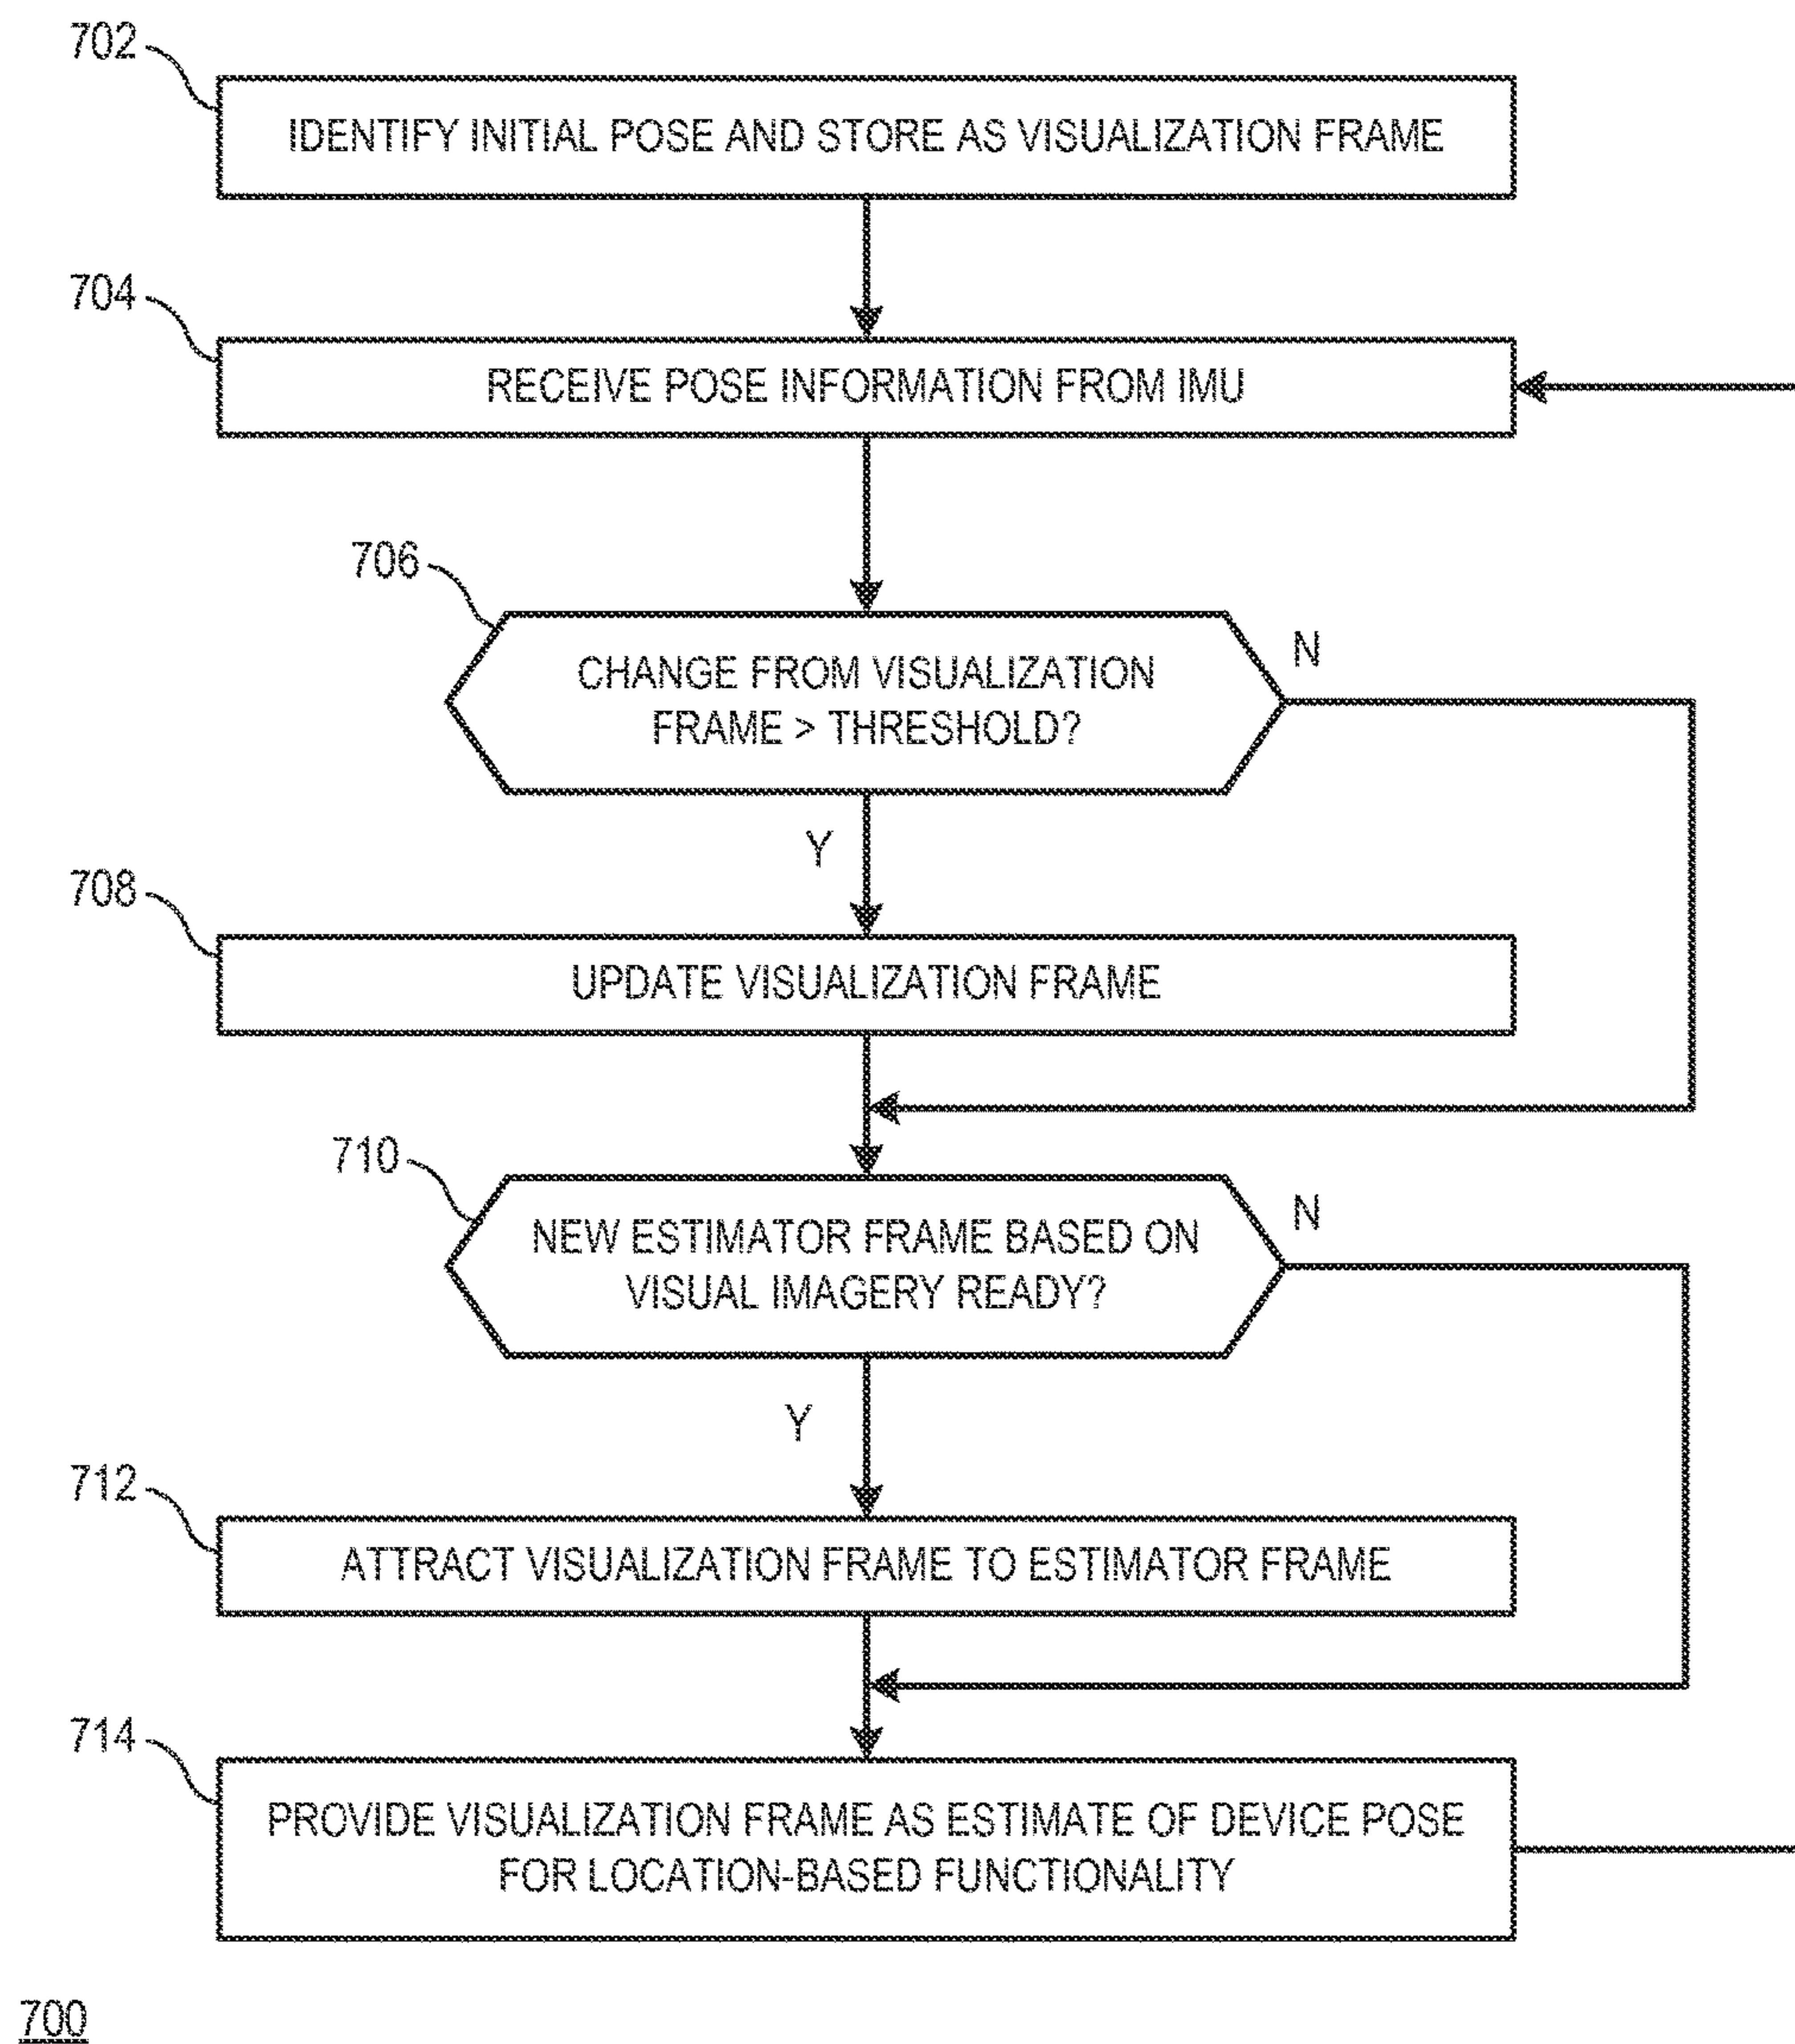 702
IDENTIFY INITIAL POSE AND STORE AS VISUALIZATION FRAME
704
RECEIVE POSE INFORMATION FROM IMU
706
CHANGE FROM VISUALIZATION
FRAME > THRESHOLD?
N
Y
708
UPDATE VISUALIZATION FRAME
710
NEW ESTIMATOR FRAME BASED ON
VISUAL IMAGERY READY?
N
Y
712
ATTRACT VISUALIZATION FRAME TO ESTIMATOR FRAME
714
PROVIDE VISUALIZATION FRAME AS ESTIMATE OF DEVICE POSE
FOR LOCATION-BASED FUNCTIONALITY
700